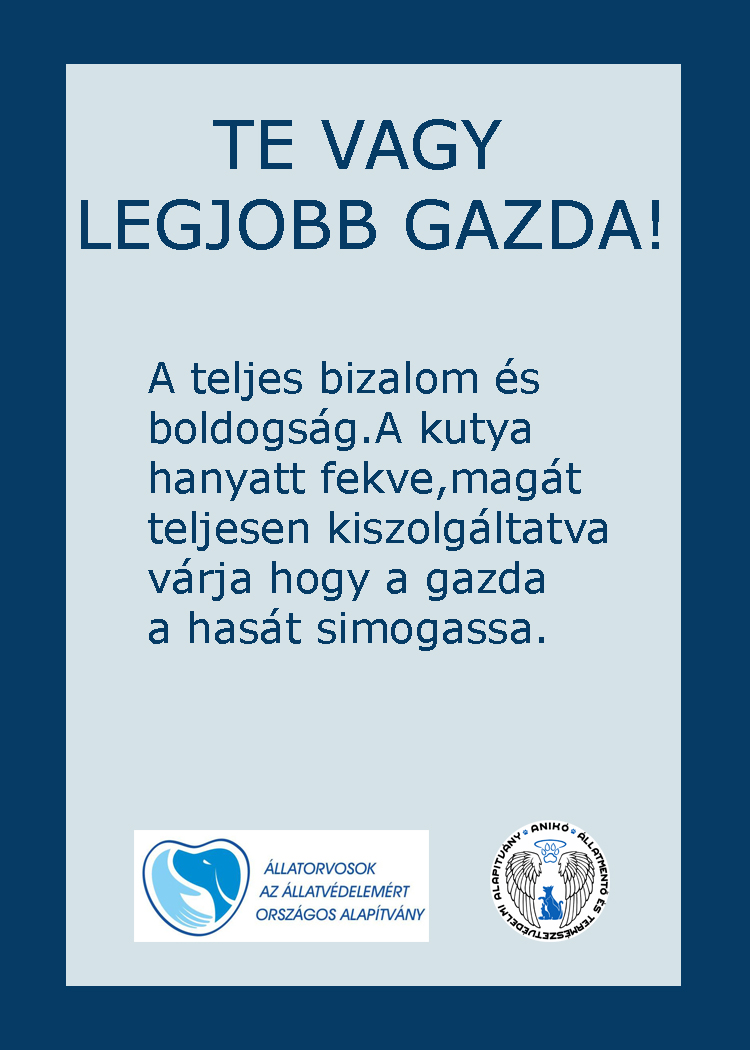 TE VAGY
LEGJOBB GAZDA!
A teljes bizalom és
boldogság.A kutya
hanyatt fekve,magát
teljesen kiszolgáltatva
várja hogy a gazda
a hasát simogassa.
ÁLLATORVOSOK
AZ ÁLLATVÉDELEMÉRT
ORSZÁGOS ALAPÍTVÁNY
ANIKÓ ÁLLATMENTŐ ÉS TERMÉSZETVÉDELMI ALAPÍTVÁNY